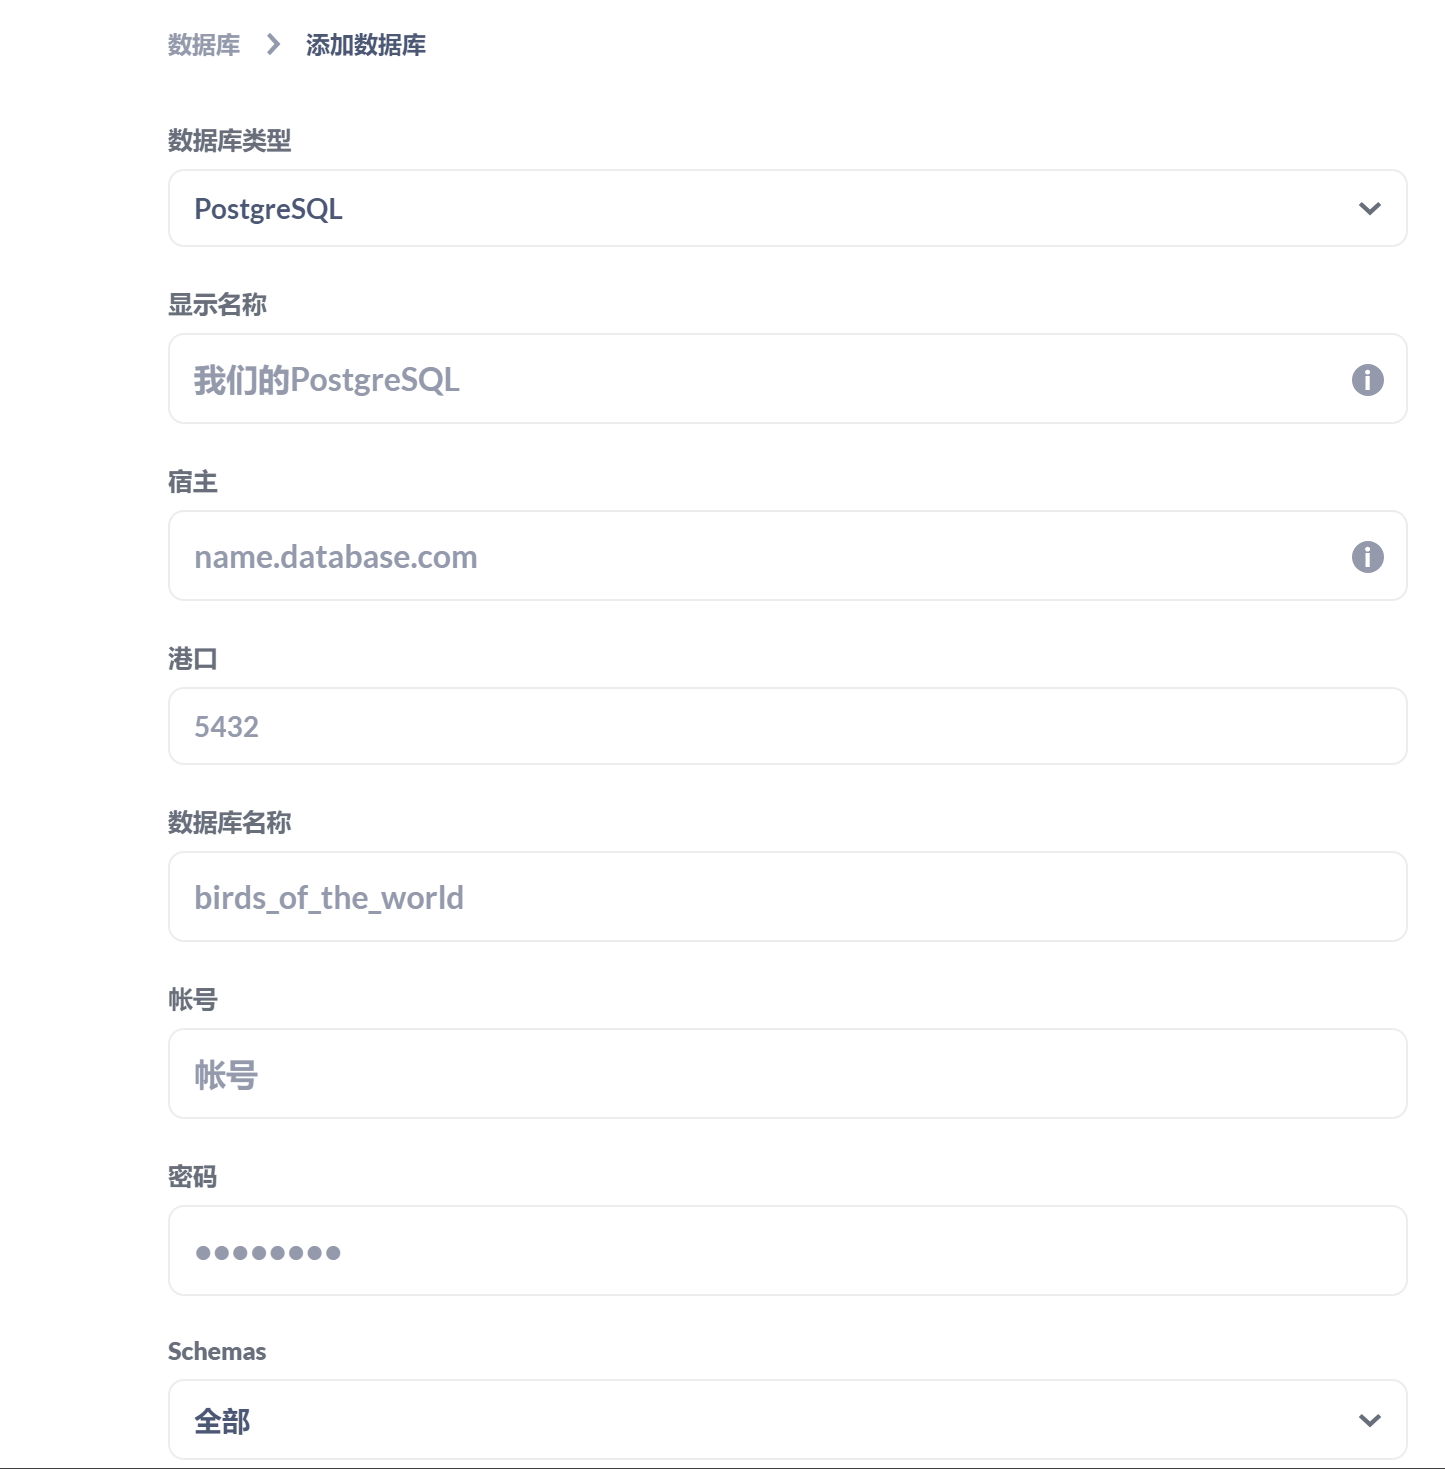 数据库 > 添加数据库
数据库类型
PostgreSQL
显示名称
我们的PostgreSQL
宿主
name.database.com
港口
5432
数据库名称
birds_of_the_world
帐号
帐号
密码
●●●●●●●●
Schemas
全部